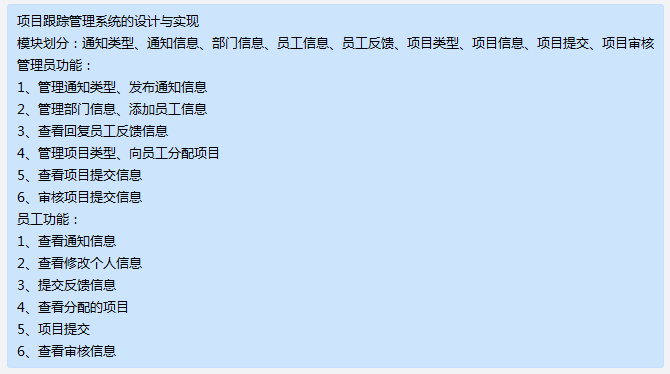 项目跟踪管理系统的设计与实现
模块划分：通知类型、通知信息、部门信息、员工信息、员工反馈、项目类型、项目信息、项目提交、项目审核
管理员功能：
1、管理通知类型、发布通知信息
2、管理部门信息、添加员工信息
3、查看回复员工反馈信息
4、管理项目类型、向员工分配项目
5、查看项目提交信息
6、审核项目提交信息
员工功能：
1、查看通知信息
2、查看修改个人信息
3、提交反馈信息
4、查看分配的项目
5、项目提交
6、查看审核信息